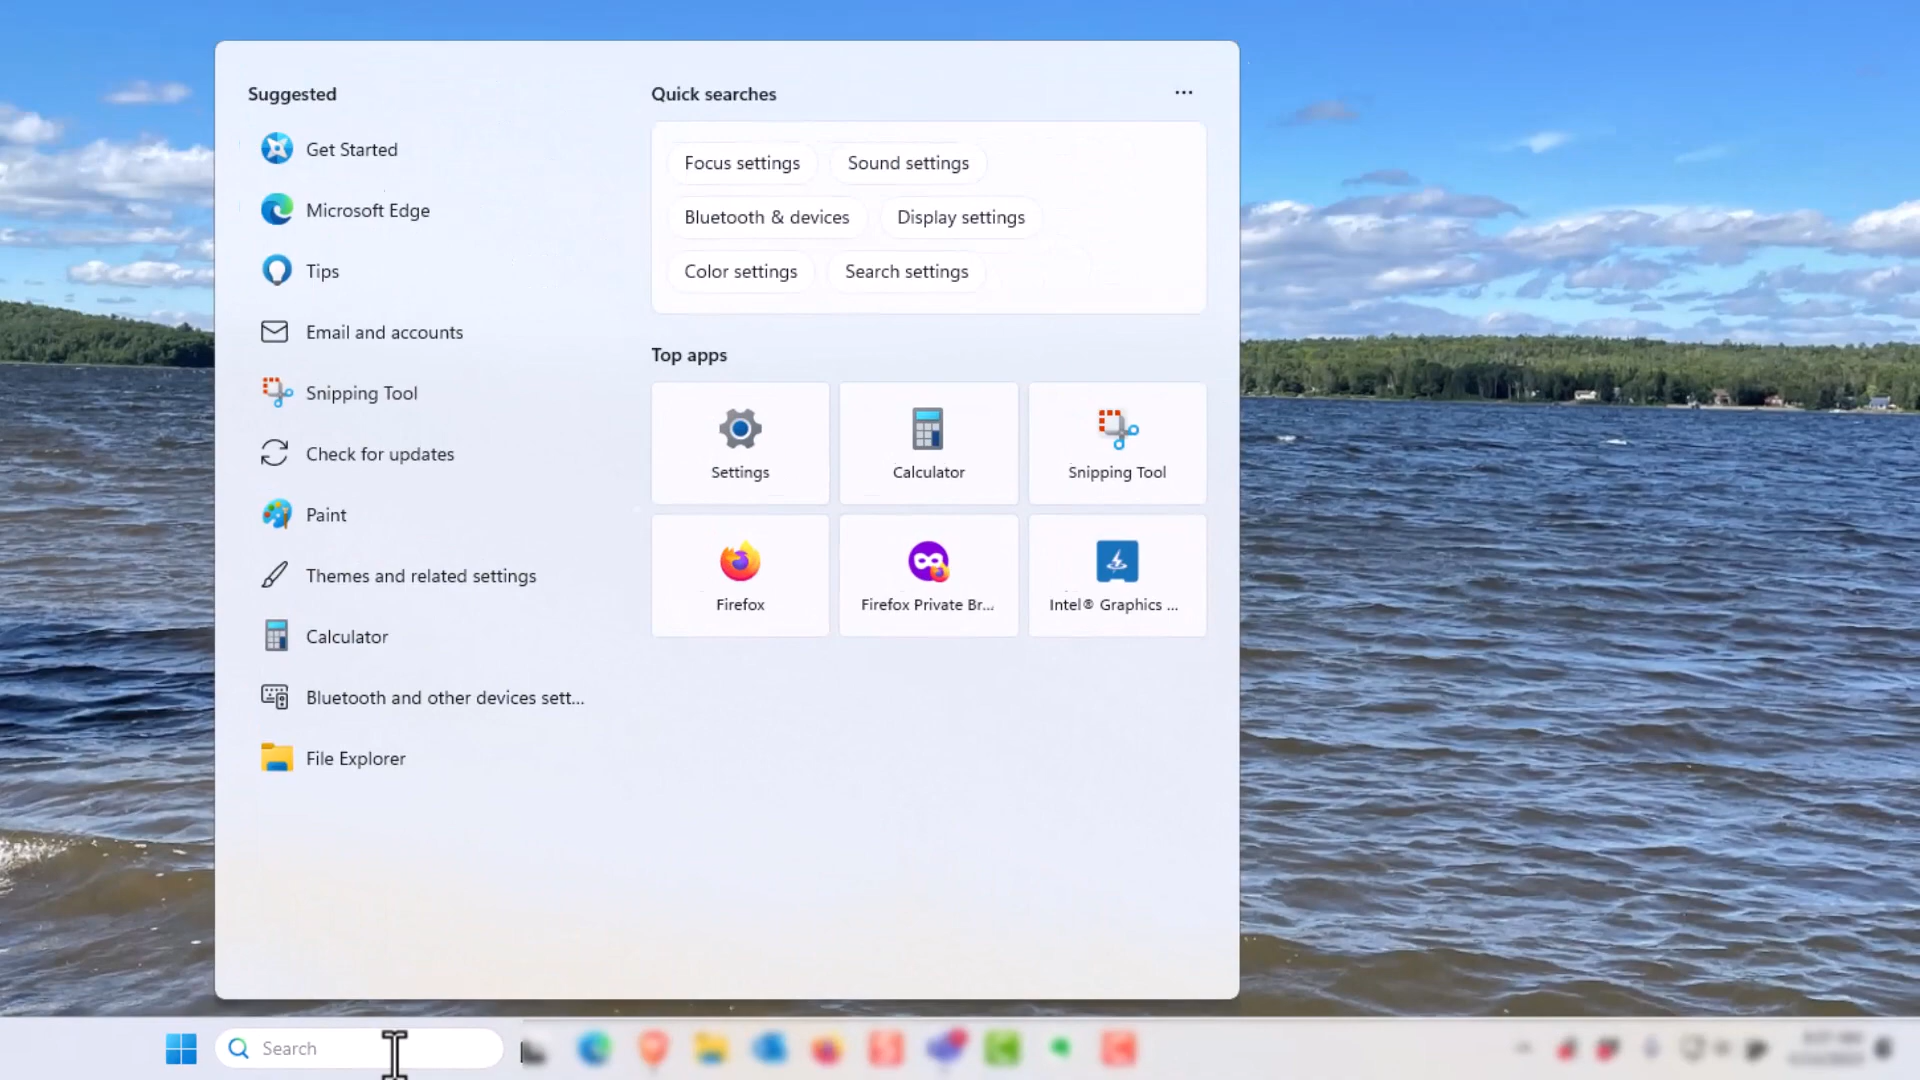 Suggested
Get Started
Microsoft Edge
Tips
Email and accounts
Snipping Tool
Check for updates
Paint
Themes and related settings
Calculator
Bluetooth and other devices sett...
File Explorer
Quick searches
Focus settings
Sound settings
Bluetooth & devices
Display settings
Color settings
Search settings
Top apps
Settings
Calculator
Snipping Tool
Firefox
Firefox Private Br...
Intel® Graphics ...
Search